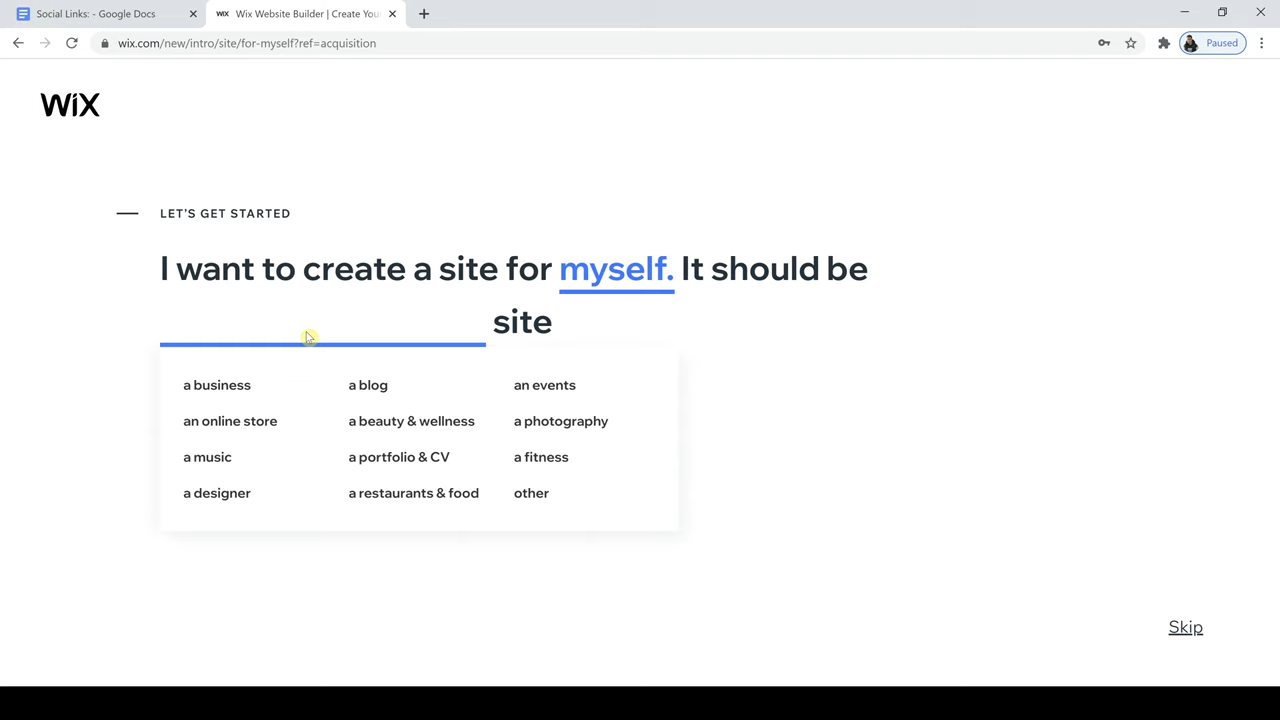 Social Links: - Google Docs
WiX Wix Website Builder | Create You
wix.com/new/intro/site/for-myself?ref=acquisition
Paused
WiX
LET'S GET STARTED
I want to create a site for myself. It should be
site
a business a blog an events
an online store a beauty & wellness a photography
a music a portfolio & CV a fitness
a designer a restaurants & food other
Skip